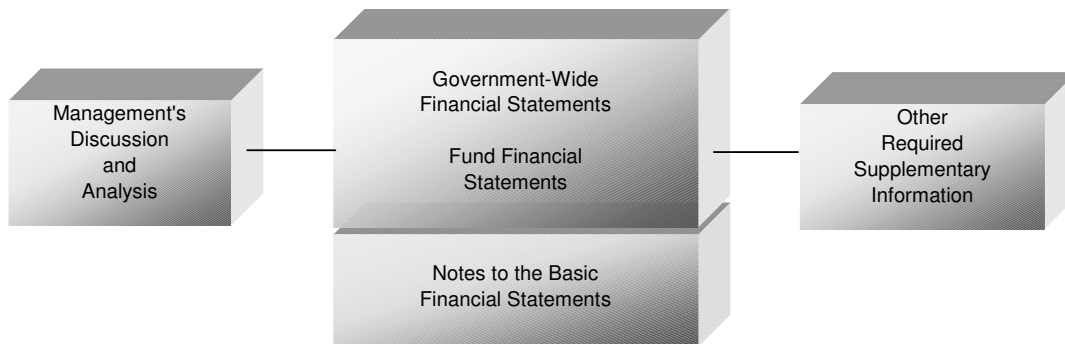 Management's
Discussion
and
Analysis
Government-Wide
Financial Statements
Fund Financial
Statements
Notes to the Basic
Financial Statements
Other
Required
Supplementary
Information